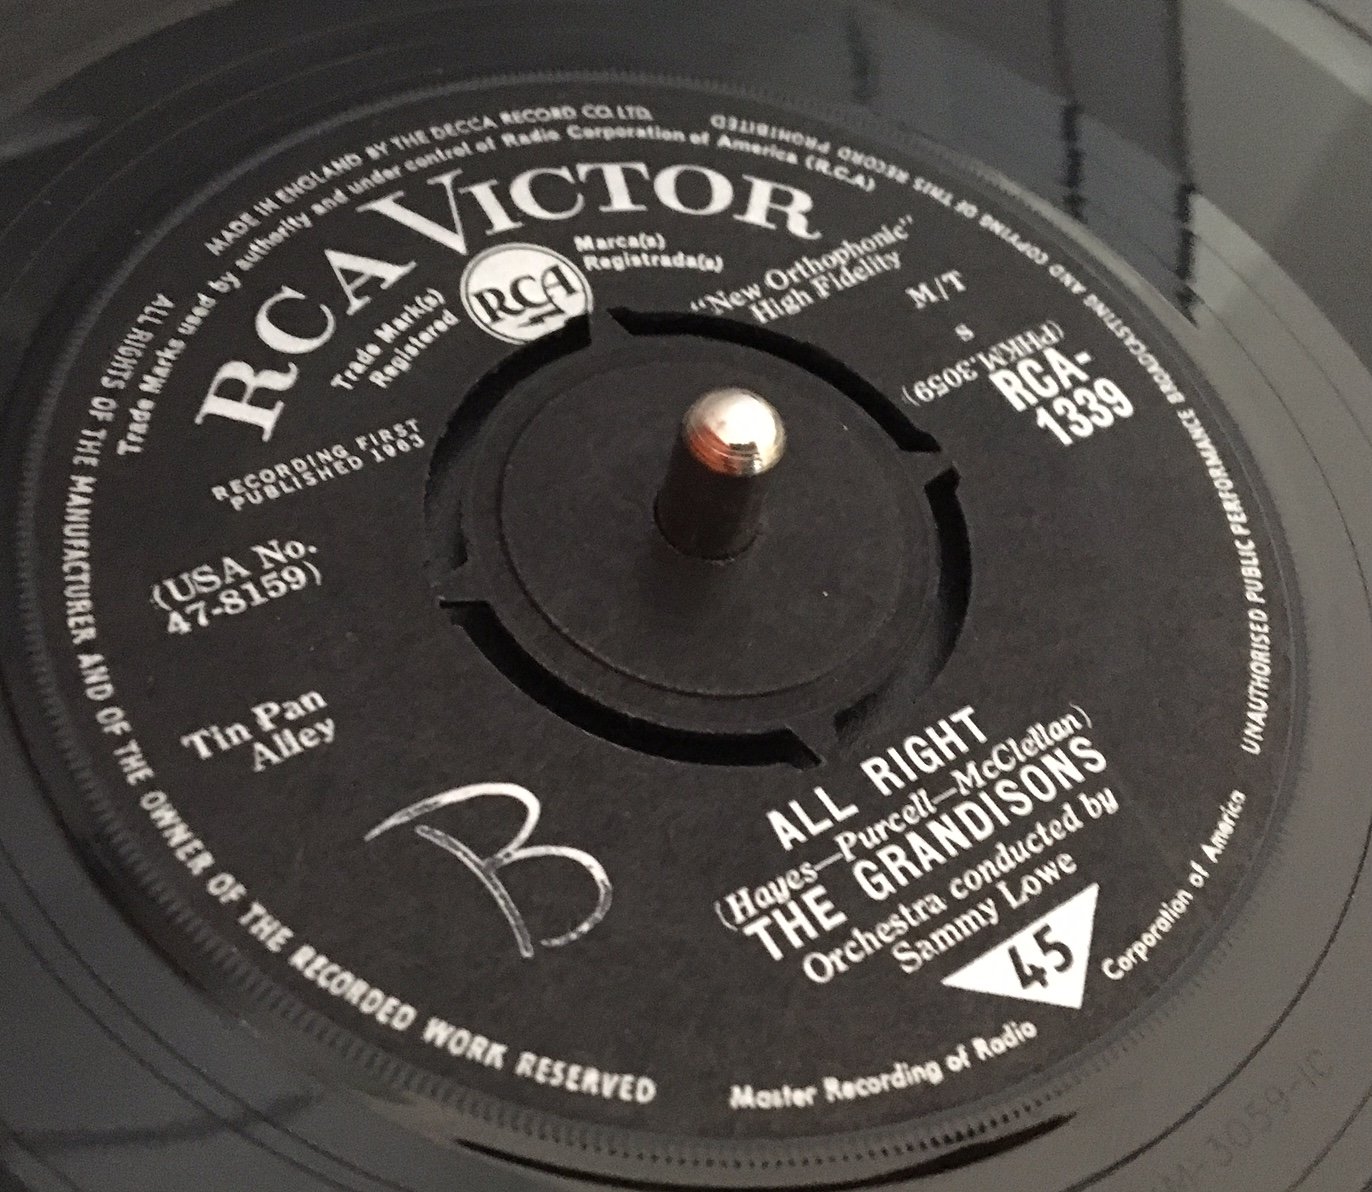 MADE IN ENGLAND BY THE DECCA RECORD CO. LTD.
Trade Marks used by authority and under control of Radio Corporation of America (R.C.A)
RCA VICTOR
RCA
Trade Mark(s)
Registered
Marca(s)
Registrada(s)
"New Orthophonic"
High Fidelity
M/T
S
(PHKM.3059)
RCA-
1339
RECORDING FIRST
PUBLISHED 1963
(USA No.
47-8159)
Tin Pan
Alley
B
ALL RIGHT
(Hayes—Purcell—McClellan)
THE GRANDISONS
Orchestra conducted by
Sammy Lowe
45
Master Recording of Radio Corporation of America
ALL RIGHTS OF THE MANUFACTURER AND OF THE OWNER OF THE RECORDED WORK RESERVED
UNAUTHORISED PUBLIC PERFORMANCE BROADCASTING AND COPYING OF THIS RECORD PROHIBITED